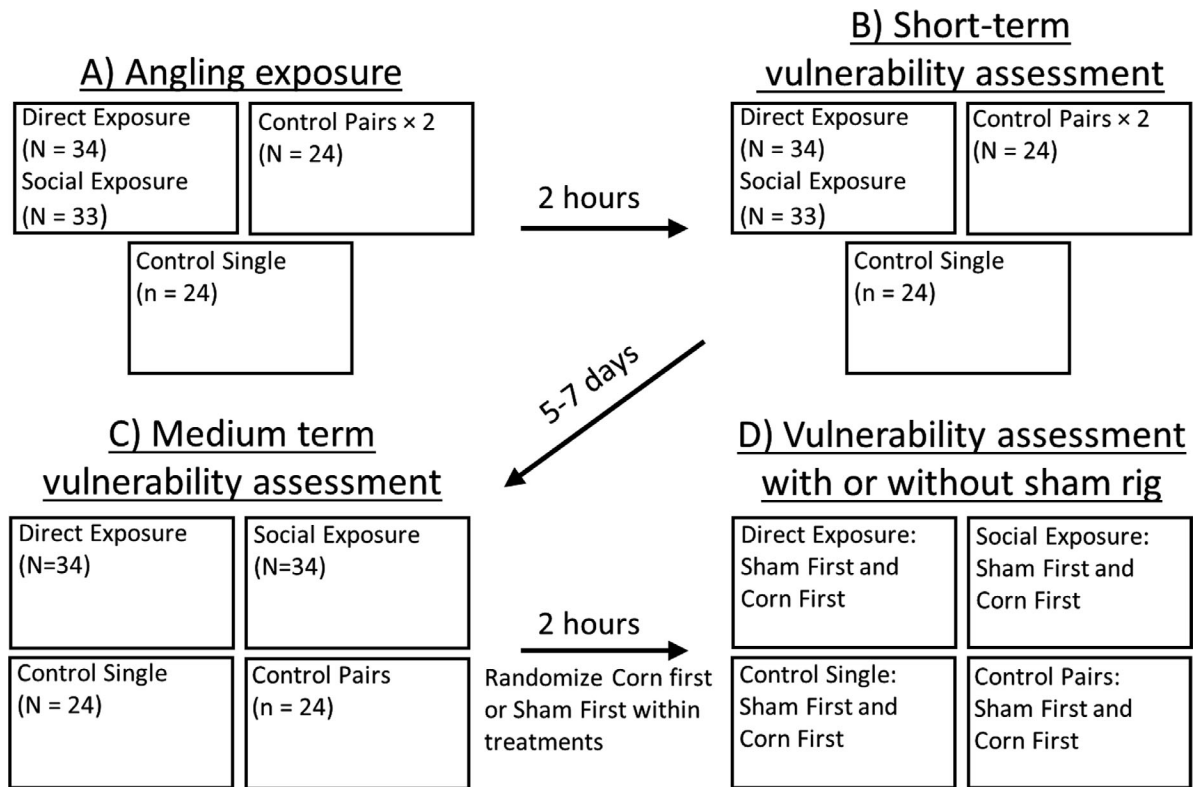 A) Angling exposure
Direct Exposure
(N = 34)
Social Exposure
(N = 33)
Control Pairs × 2
(N = 24)
Control Single
(n = 24)
2 hours
B) Short-term
vulnerability assessment
Direct Exposure
(N = 34)
Social Exposure
(N = 33)
Control Pairs × 2
(N = 24)
Control Single
(n = 24)
5-7 days
C) Medium term
vulnerability assessment
Direct Exposure
(N=34)
Social Exposure
(N=34)
Control Single
(N = 24)
Control Pairs
(n = 24)
2 hours
Randomize Corn first
or Sham First within
treatments
D) Vulnerability assessment
with or without sham rig
Direct Exposure:
Sham First and
Corn First
Social Exposure:
Sham First and
Corn First
Control Single:
Sham First and
Corn First
Control Pairs:
Sham First and
Corn First